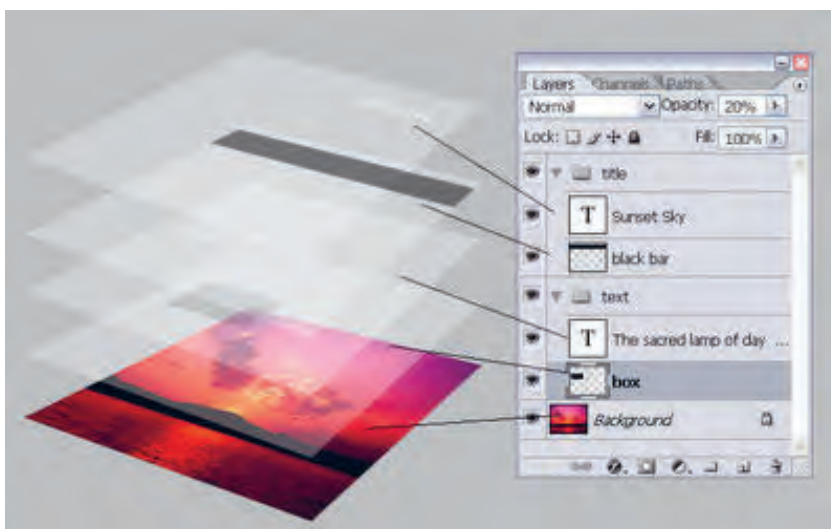 Layers Channels Paths
Normal Opacity: 20%
Lock: Fill: 100%
title
T Sunset Sky
black bar
text
T The sacred lamp of day ...
box
Background